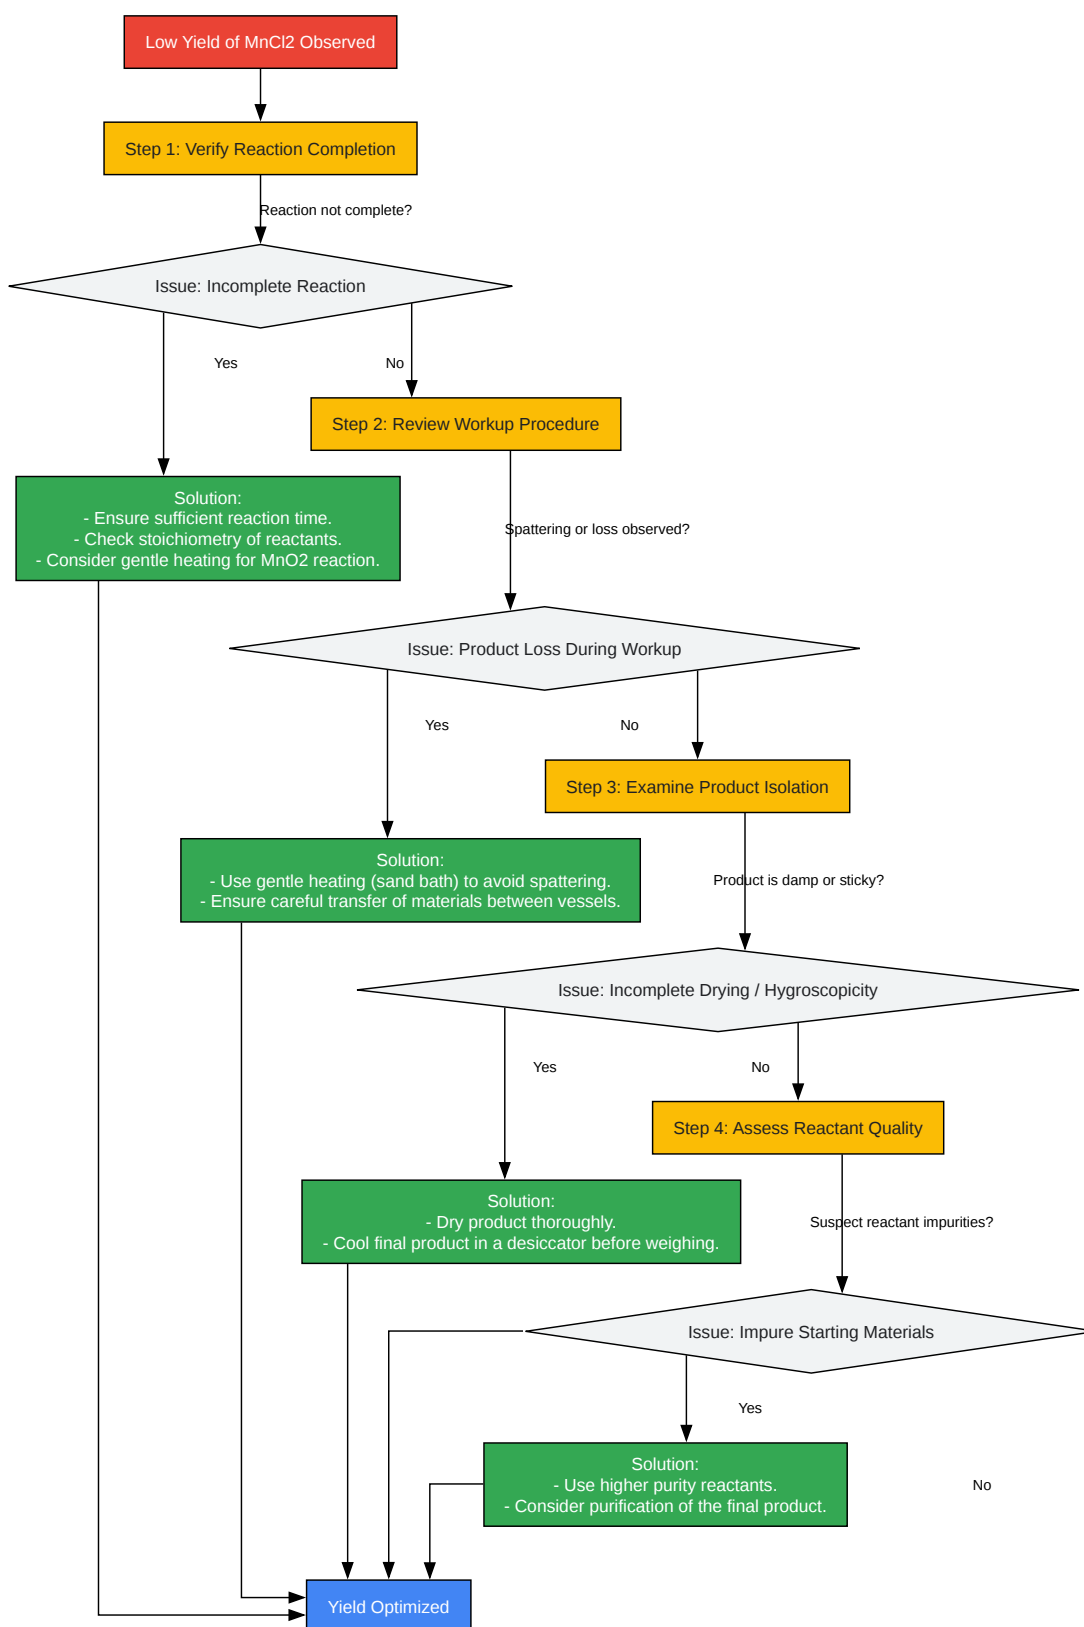 Low Yield of MnCl2 Observed
Step 1: Verify Reaction Completion
Reaction not complete?
Issue: Incomplete Reaction
Yes
No
Step 2: Review Workup Procedure
Solution:
- Ensure sufficient reaction time.
- Check stoichiometry of reactants.
- Consider gentle heating for MnO2 reaction.
Spattering or loss observed?
Issue: Product Loss During Workup
Yes
No
Step 3: Examine Product Isolation
Solution:
- Use gentle heating (sand bath) to avoid spattering.
- Ensure careful transfer of materials between vessels.
Product is damp or sticky?
Issue: Incomplete Drying / Hygroscopicity
Yes
No
Step 4: Assess Reactant Quality
Solution:
- Dry product thoroughly.
- Cool final product in a desiccator before weighing.
Suspect reactant impurities?
Issue: Impure Starting Materials
Yes
Solution:
- Use higher purity reactants.
- Consider purification of the final product.
No
Yield Optimized